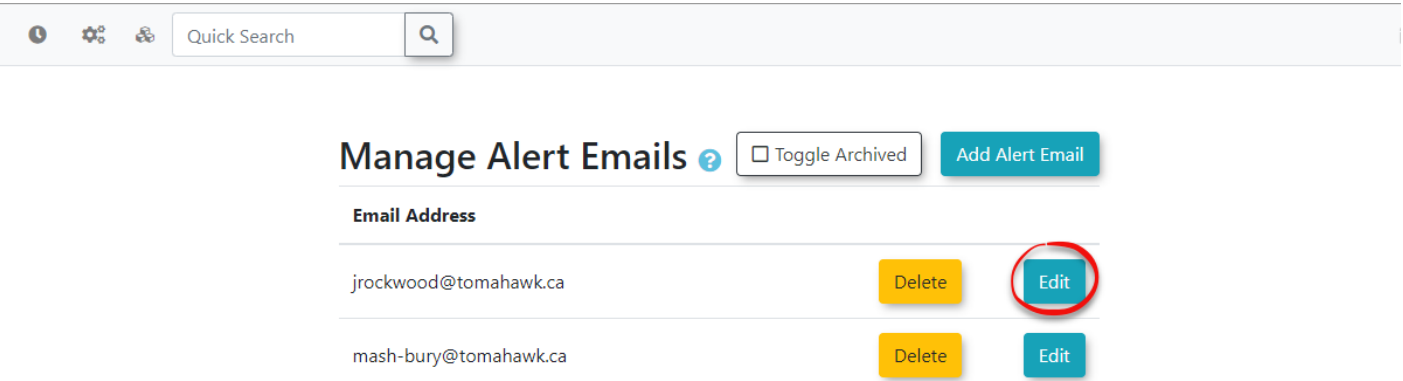 Quick Search
Manage Alert Emails ? Toggle Archived Add Alert Email
Email Address
jrockwood@tomahawk.ca Delete Edit
mash-bury@tomahawk.ca Delete Edit